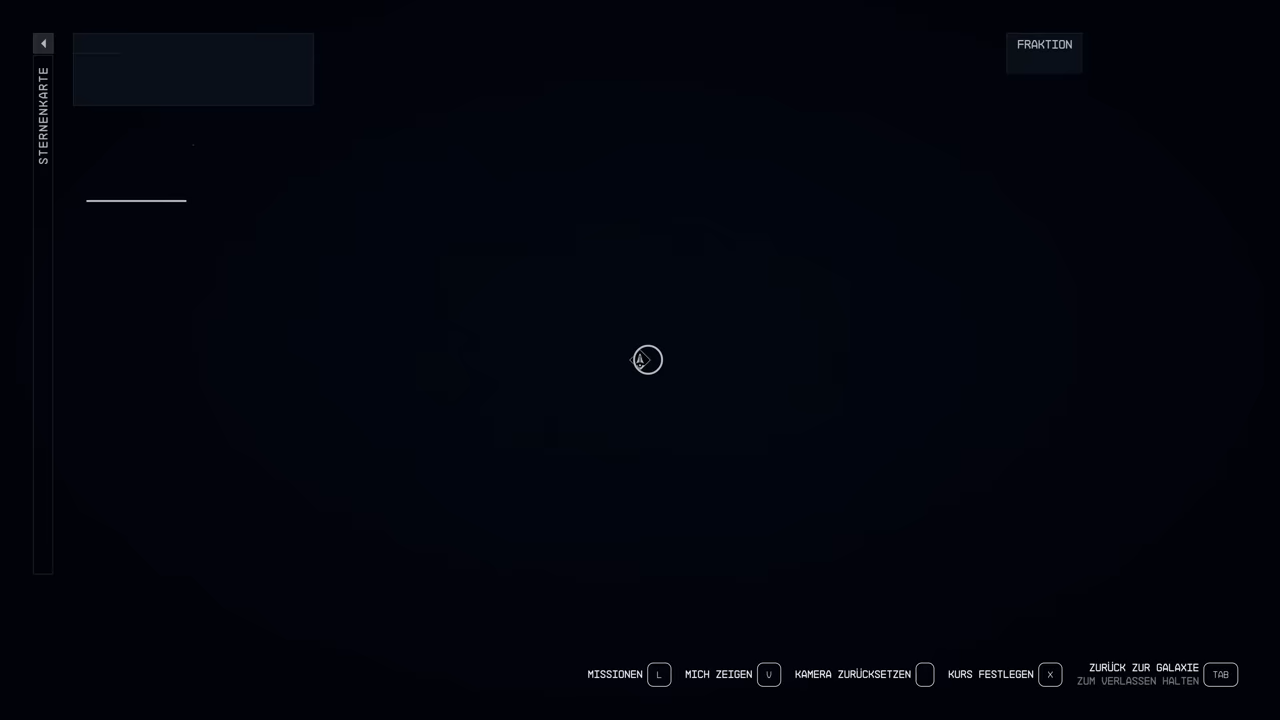 STERNENKARTE
FRAKTION
MISSIONEN L
MICH ZEIGEN V
KAMERA ZURÜCKSETZEN
KURS FESTLEGEN X
ZURÜCK ZUR GALAXIE
ZUM VERLASSEN HALTEN
TAB